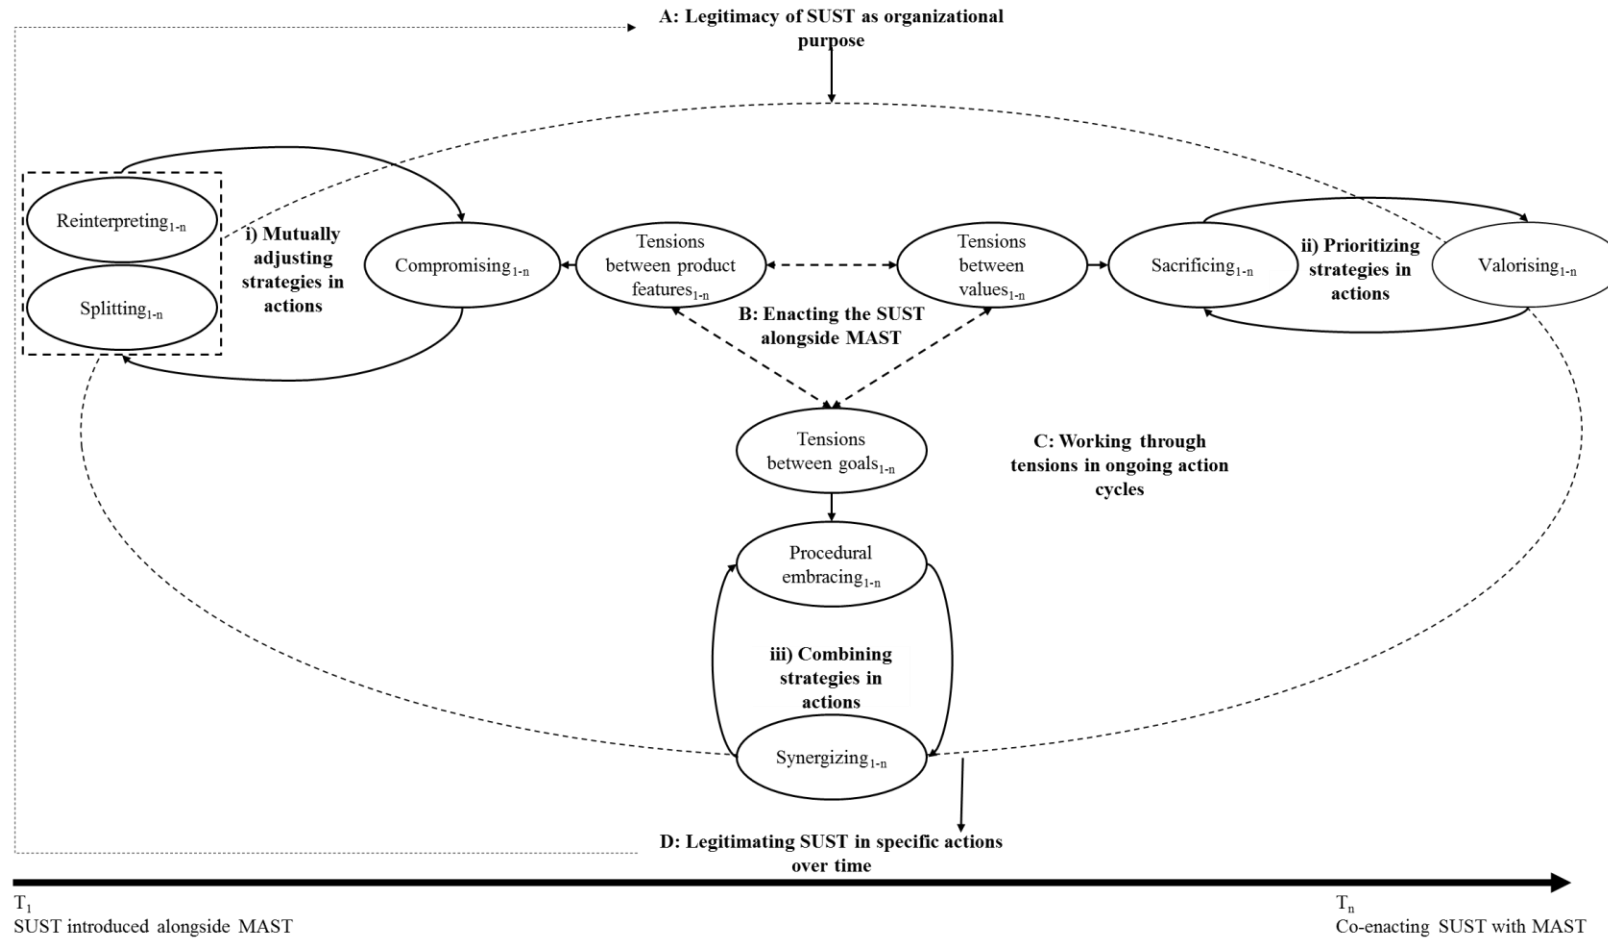 A: Legitimacy of SUST as organizational
purpose
Reinterpreting1-n
Splitting1-n
i) Mutually
adjusting
strategies in
actions
Compromising1-n
Tensions
between product
features1-n
Tensions
between
values1-n
Sacrificing1-n
ii) Prioritizing
strategies in
actions
Valorising1-n
B: Enacting the SUST
alongside MAST
Tensions
between goals1-n
C: Working through
tensions in ongoing action
cycles
Procedural
embracing1-n
iii) Combining
strategies in
actions
Synergizing1-n
D: Legitimating SUST in specific actions
over time
T1
SUST introduced alongside MAST
Tn
Co-enacting SUST with MAST